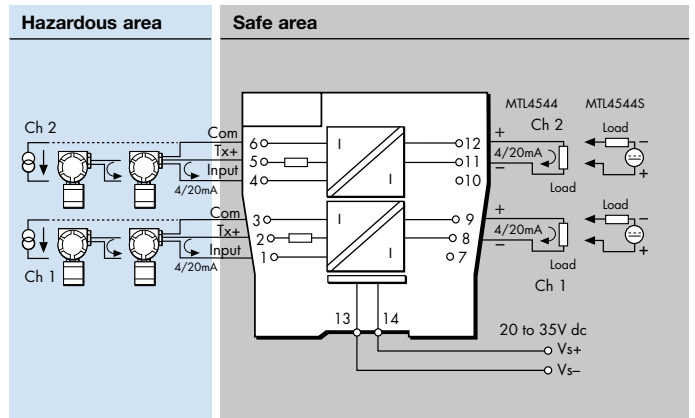 Hazardous area
Safe area
MTL4544
MTL4544S
Ch 2
Com
Tx+
Input
4/20mA
6
5
4
I
I
12
11
10
+
4/20mA
–
Ch 2
Load
Load
–
+
Ch 1
Com
Tx+
Input
4/20mA
3
2
1
I
I
9
8
7
+
4/20mA
–
Load
Ch 1
Load
–
+
13
14
20 to 35V dc
Vs+
Vs–